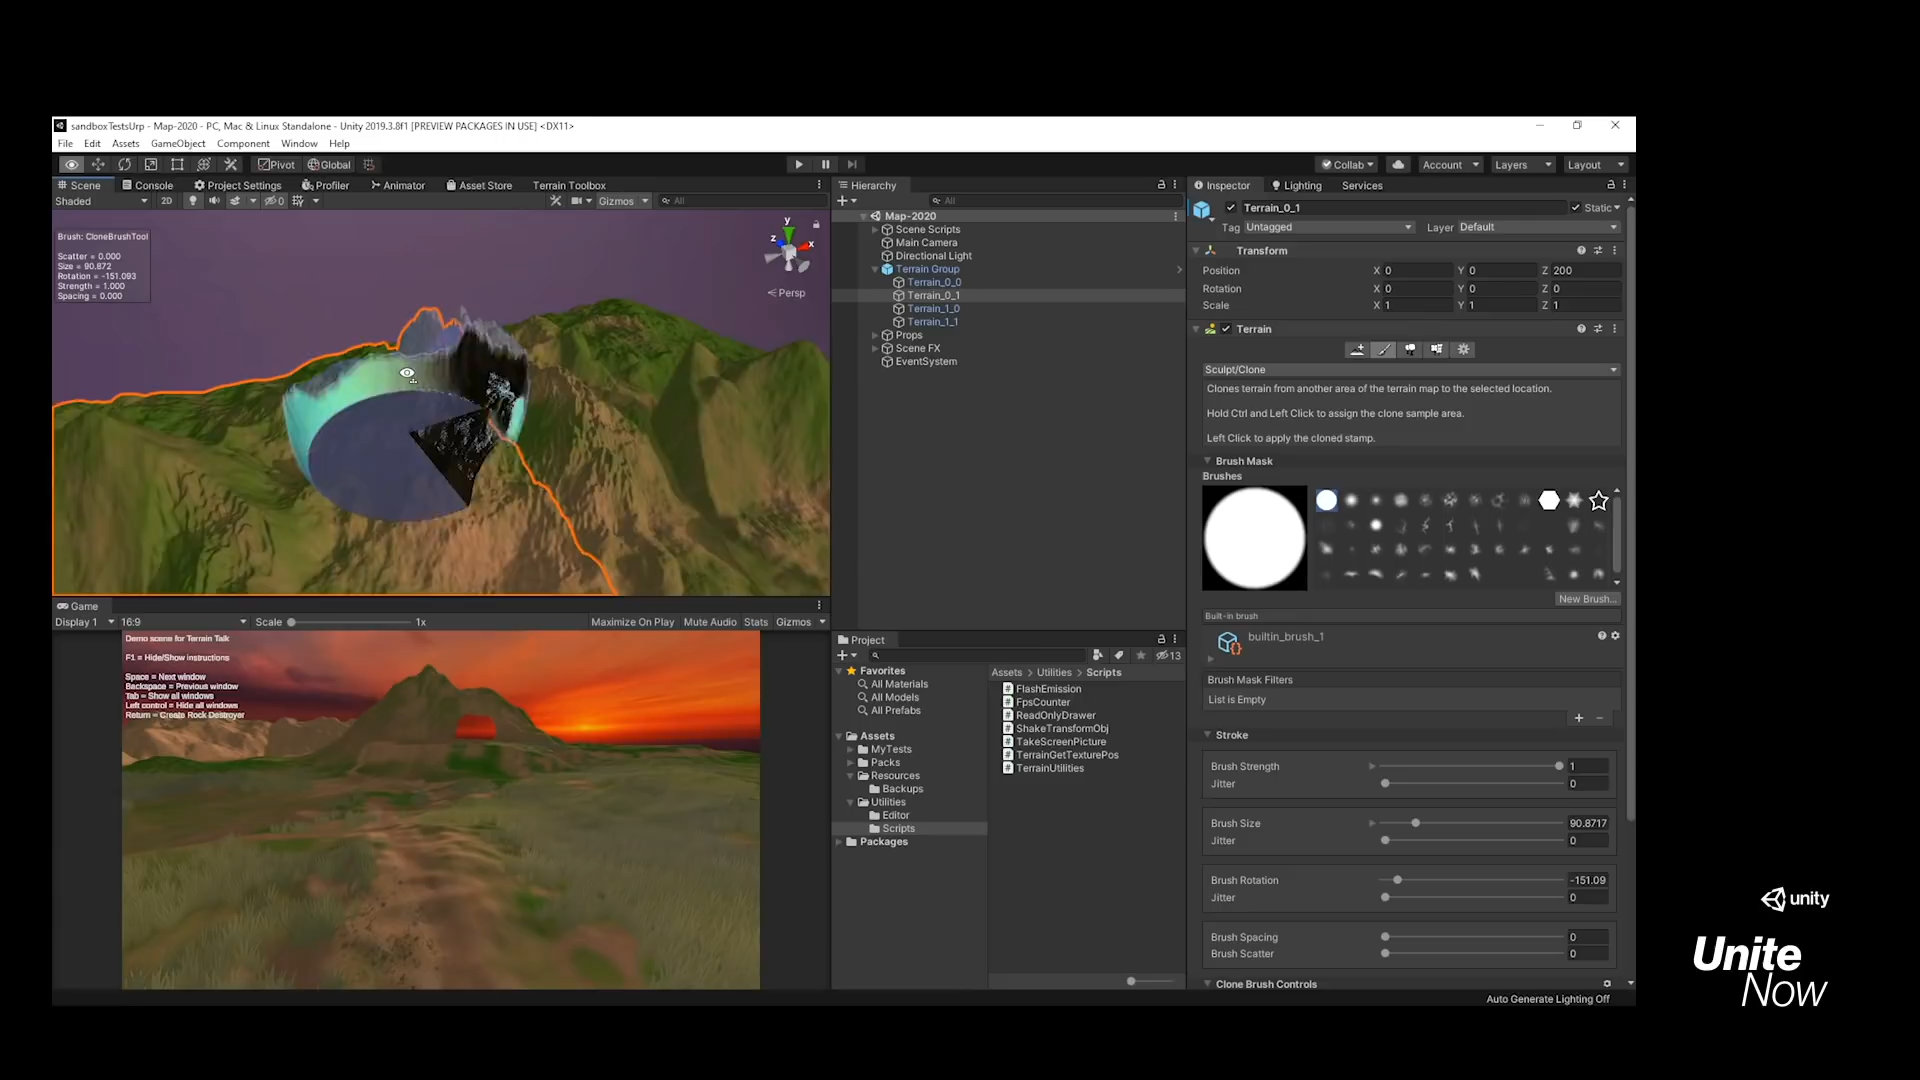 sandboxTestsUrp - Map-2020 - PC, Mac & Linux Standalone - Unity 2019.3.8f1 [PREVIEW PACKAGES IN USE] <DX11>
File Edit Assets GameObject Component Window Help
Pivot Global Collab Account Layers Layout
Scene Console Project Settings Profiler Animator Asset Store Terrain Toolbox
Shaded 2D 0 Gizmos All
Brush: CloneBrushTool
Scatter = 0.000
Size = 90.872
Rotation = -151.093
Strength = 1.000
Spacing = 0.000
y
z x
Persp
Hierarchy
All
Map-2020
Scene Scripts
Main Camera
Directional Light
Terrain Group
Terrain_0_0
Terrain_0_1
Terrain_1_0
Terrain_1_1
Props
Scene FX
EventSystem
Inspector Lighting Services
Terrain_0_1 Static
Tag Untagged Layer Default
Transform
Position X 0 Y 0 Z 200
Rotation X 0 Y 0 Z 0
Scale X 1 Y 1 Z 1
Terrain
Sculpt/Clone
Clones terrain from another area of the terrain map to the selected location.
Hold Ctrl and Left Click to assign the clone sample area.
Left Click to apply the cloned stamp.
Brush Mask
Brushes
New Brush...
Built-in brush
builtin_brush_1
Brush Mask Filters
List is Empty
Stroke
Brush Strength 1
Jitter 0
Brush Size 90.8717
Jitter 0
Brush Rotation -151.09
Jitter 0
Brush Spacing 0
Brush Scatter 0
Clone Brush Controls
Auto Generate Lighting Off
Game
Display 1 16:9 Scale 1x Maximize On Play Mute Audio Stats Gizmos
Demo scene for Terrain Talk
F1 = Hide/Show instructions
Space = Next window
Backspace = Previous window
Tab = Show all windows
Left control = Hide all windows
Return = Create Rock Destroyer
Project
13
Favorites
All Materials
All Models
All Prefabs
Assets
MyTests
Packs
Resources
Backups
Utilities
Editor
Scripts
Packages
Assets Utilities Scripts
FlashEmission
FpsCounter
ReadOnlyDrawer
ShakeTransformObj
TakeScreenPicture
TerrainGetTexturePos
TerrainUtilities
unity
Unite
Now